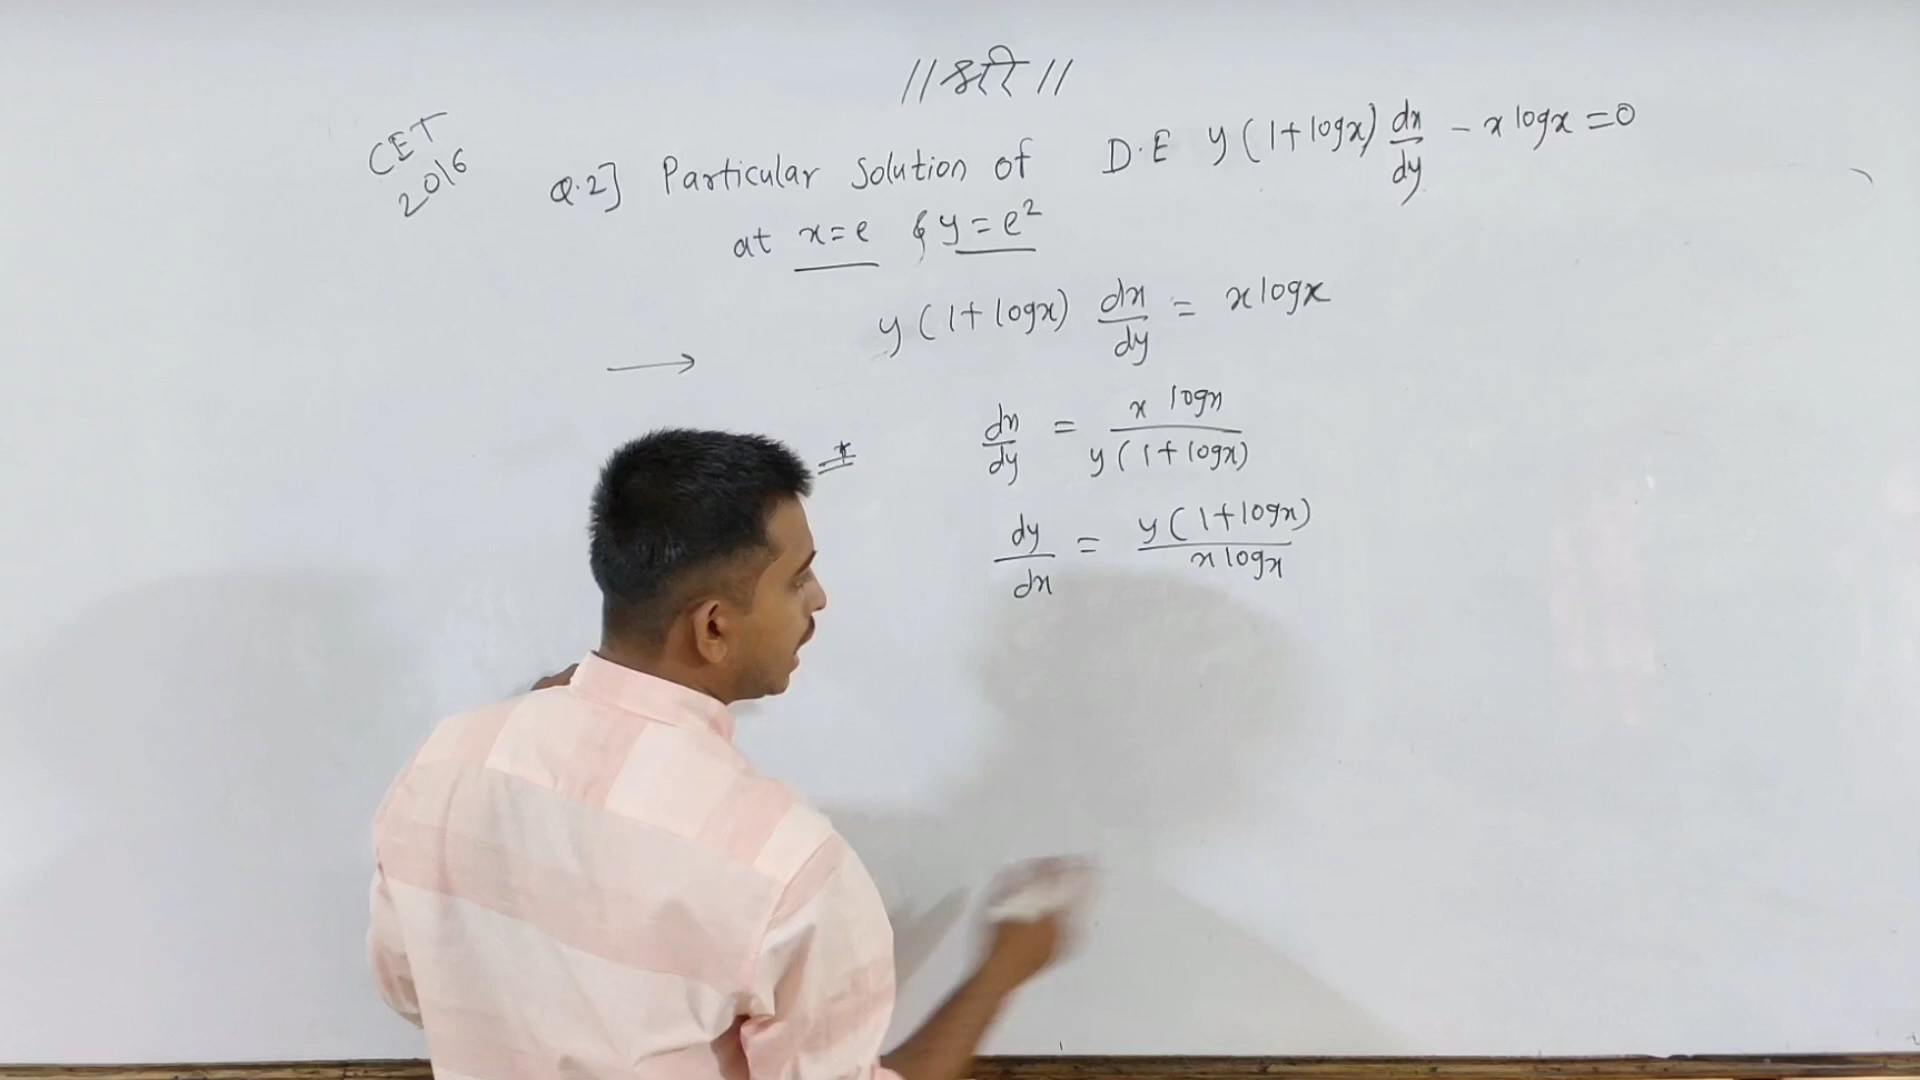 ॥ श्री ॥
CET
2016
Q.2] Particular Solution of D.E y(1+logx) dx/dy - x logx = 0
at x=e & y=e²
y(1+logx) dx/dy = x logx
dx/dy = x logx / y(1+logx)
dy/dx = y(1+logx) / x logx